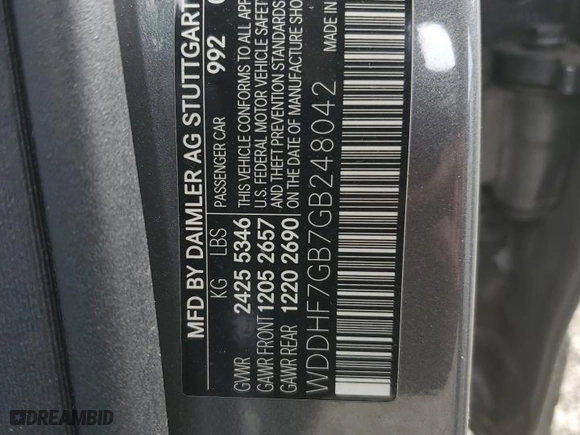 MFD BY DAIMLER AG STUTTGART
992
KG LBS PASSENGER CAR
GVWR 2425 5346 THIS VEHICLE CONFORMS TO ALL APP
GAWR FRONT 1205 2657 U.S. FEDERAL MOTOR VEHICLE SAFETY
GAWR REAR 1220 2690 AND THEFT PREVENTION STANDARDS
ON THE DATE OF MANUFACTURE SHO
WDDHF7GB7GB248042
MADE IN
DREAMBID